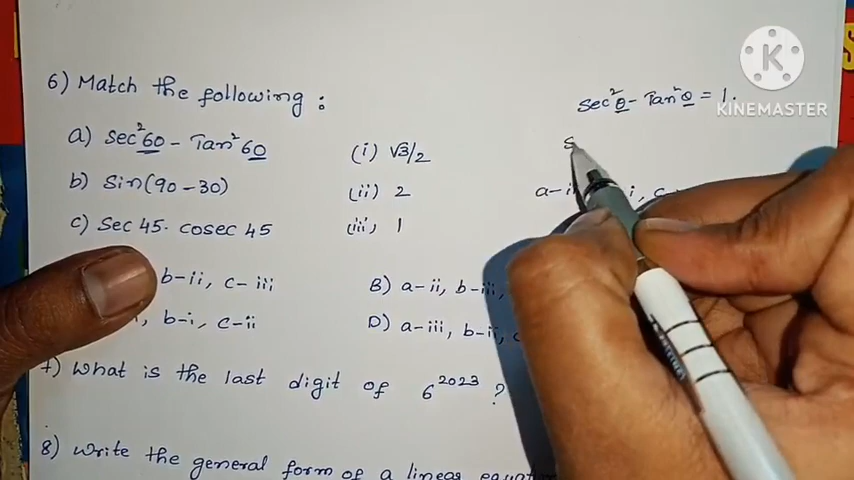 KINEMASTER
6) Match the following :
sec²θ - Tan²θ = 1.
a) sec²60 - Tan²60
(i) √3/2
b) sin(90-30)
(ii) 2
c) sec 45. cosec 45
(iii) 1
b-ii, c-iii
B) a-ii, b-iii,
b-i, c-ii
D) a-iii, b-ii,
7) What is the last digit of 6²⁰²³ ?
8) Write the general form of a linear equation